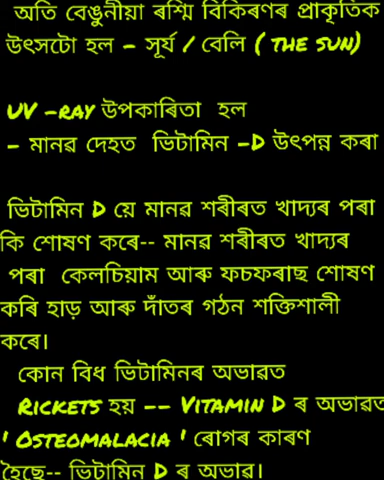 অতি বেঙুনীয়া ৰশ্মি বিকিৰণৰ প্ৰাকৃতিক
উৎসটো হল - সূৰ্য / বেলি ( THE SUN)
UV -RAY উপকাৰিতা হল
- মানৱ দেহত ভিটামিন -D উৎপন্ন কৰা
ভিটামিন D য়ে মানৱ শৰীৰত খাদ্যৰ পৰা
কি শোষণ কৰে-- মানৱ শৰীৰত খাদ্যৰ
পৰা কেলচিয়াম আৰু ফচফৰাছ শোষণ
কৰি হাড় আৰু দাঁতৰ গঠন শক্তিশালী
কৰে।
কোন বিধ ভিটামিনৰ অভাৱত
RICKETS হয় -- VITAMIN D ৰ অভাৱত
' OSTEOMALACIA ' ৰোগৰ কাৰণ
হৈছে-- ভিটামিন D ৰ অভাৱ।